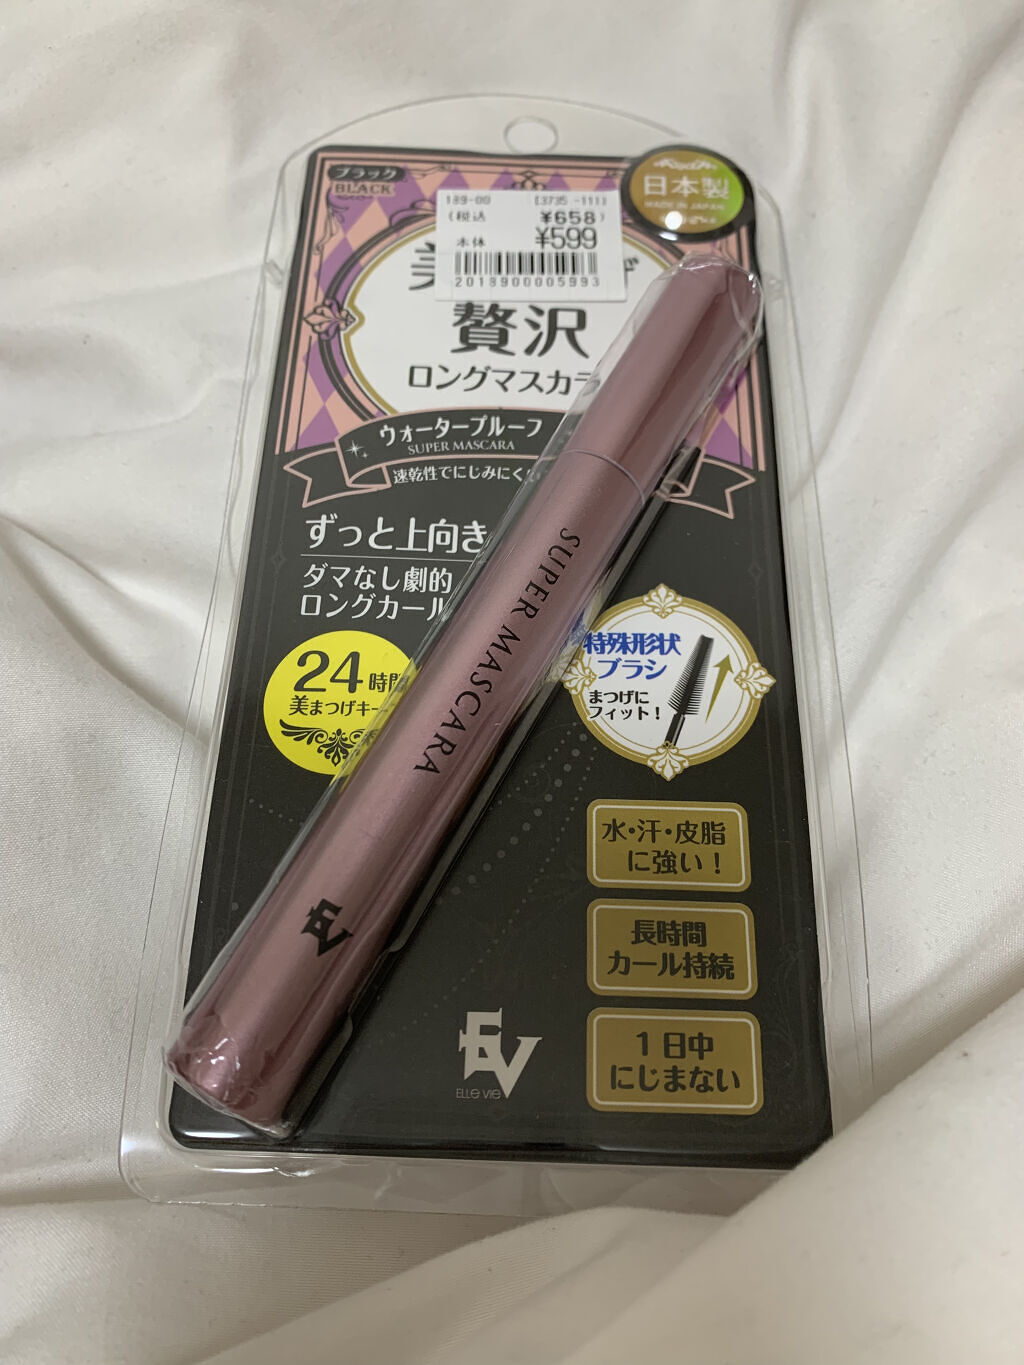 ブラック
BLACK
日本製
MADE IN JAPAN
189-00 [3735 -111]
(税込 ¥658)
本体 ¥599
2018900005993
美
贅沢
ロングマスカラ
ウォータープルーフ
SUPER MASCARA
速乾性でにじみにく
ずっと上向き
ダマなし劇的
ロングカール
24時間
美まつげキー
SUPER MASCARA
EV
特殊形状
ブラシ
まつげに
フィット!
水・汗・皮脂
に強い!
長時間
カール持続
1日中
にじまない
EV
ELLe vie